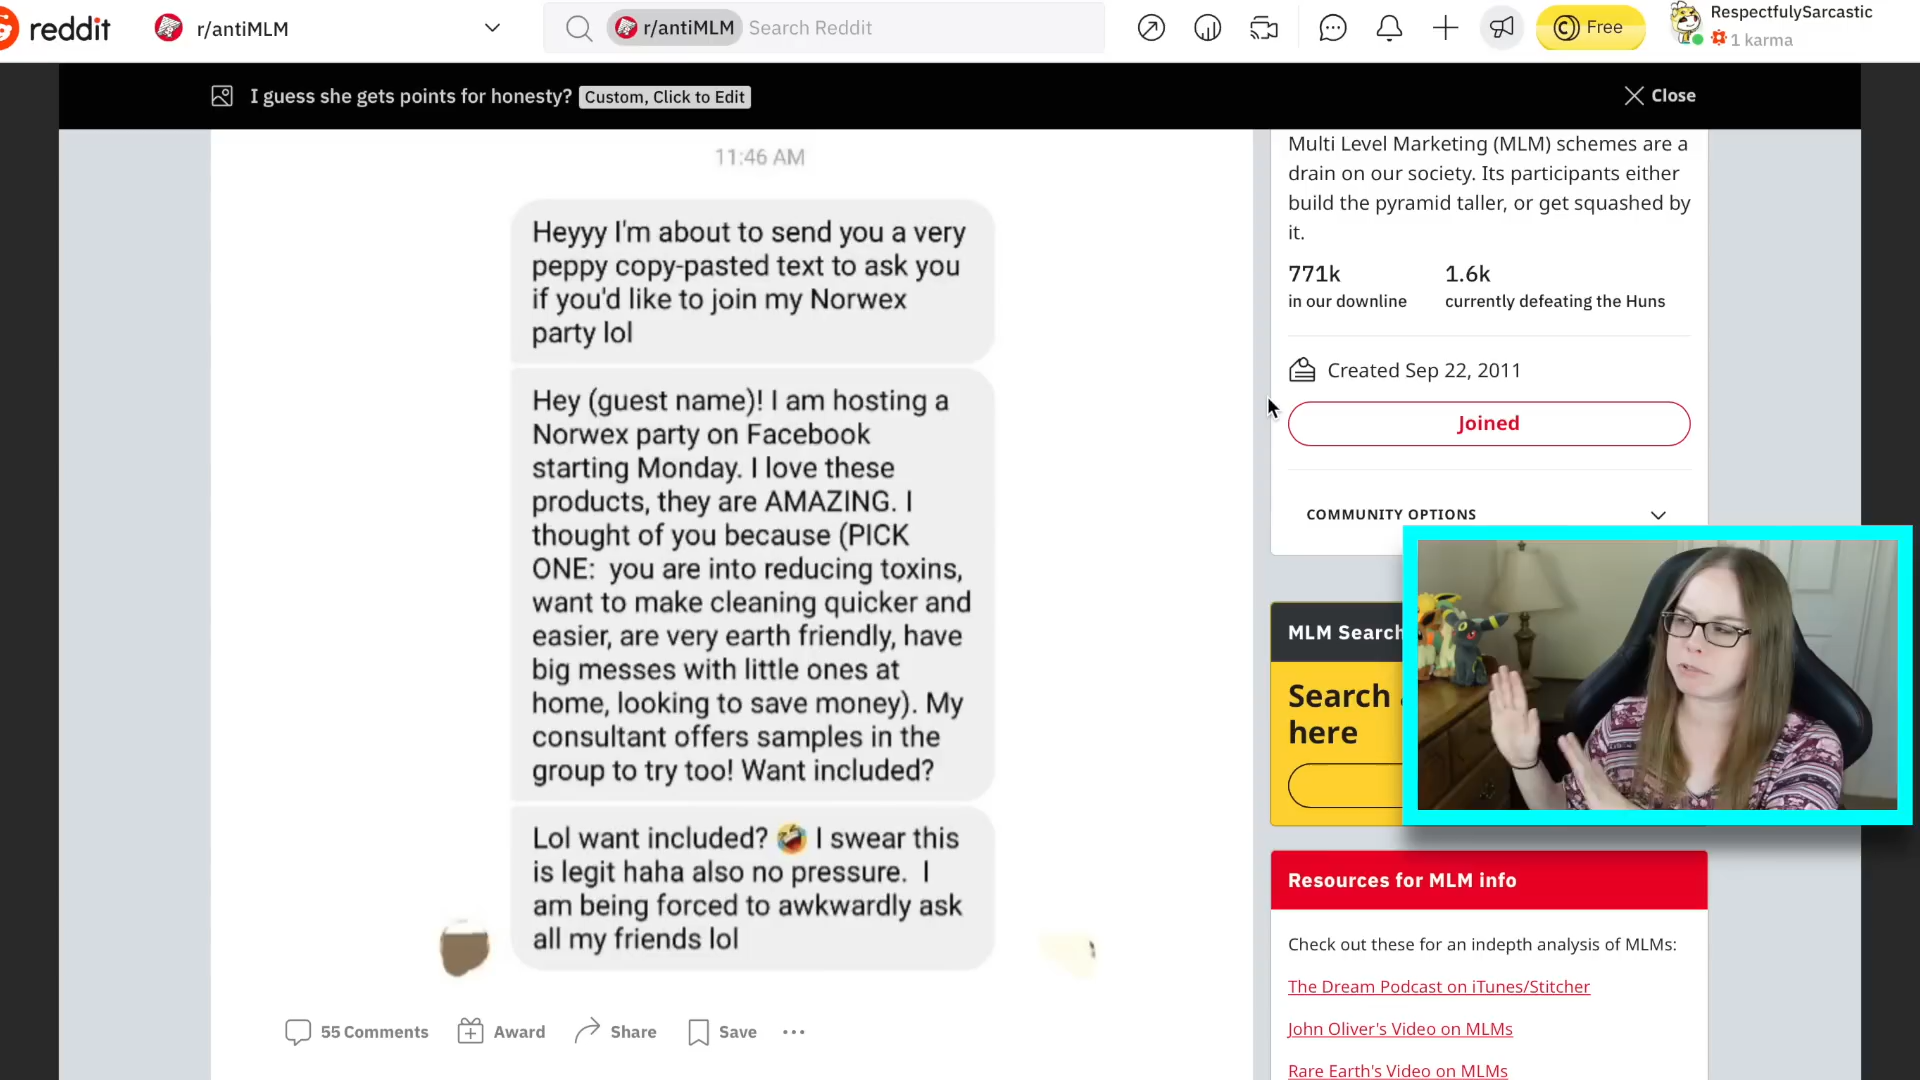 reddit
r/antiMLM
r/antiMLM Search Reddit
Free
RespectfulySarcastic
1 karma
I guess she gets points for honesty? Custom, Click to Edit
Close
11:46 AM
Heyyy I'm about to send you a very
peppy copy-pasted text to ask you
if you'd like to join my Norwex
party lol
Hey (guest name)! I am hosting a
Norwex party on Facebook
starting Monday. I love these
products, they are AMAZING. I
thought of you because (PICK
ONE: you are into reducing toxins,
want to make cleaning quicker and
easier, are very earth friendly, have
big messes with little ones at
home, looking to save money). My
consultant offers samples in the
group to try too! Want included?
Lol want included? 🤣 I swear this
is legit haha also no pressure. I
am being forced to awkwardly ask
all my friends lol
55 Comments
Award
Share
Save
Multi Level Marketing (MLM) schemes are a
drain on our society. Its participants either
build the pyramid taller, or get squashed by
it.
771k
in our downline
1.6k
currently defeating the Huns
Created Sep 22, 2011
Joined
COMMUNITY OPTIONS
MLM Search
Search
here
Resources for MLM info
Check out these for an indepth analysis of MLMs:
The Dream Podcast on iTunes/Stitcher
John Oliver's Video on MLMs
Rare Earth's Video on MLMs